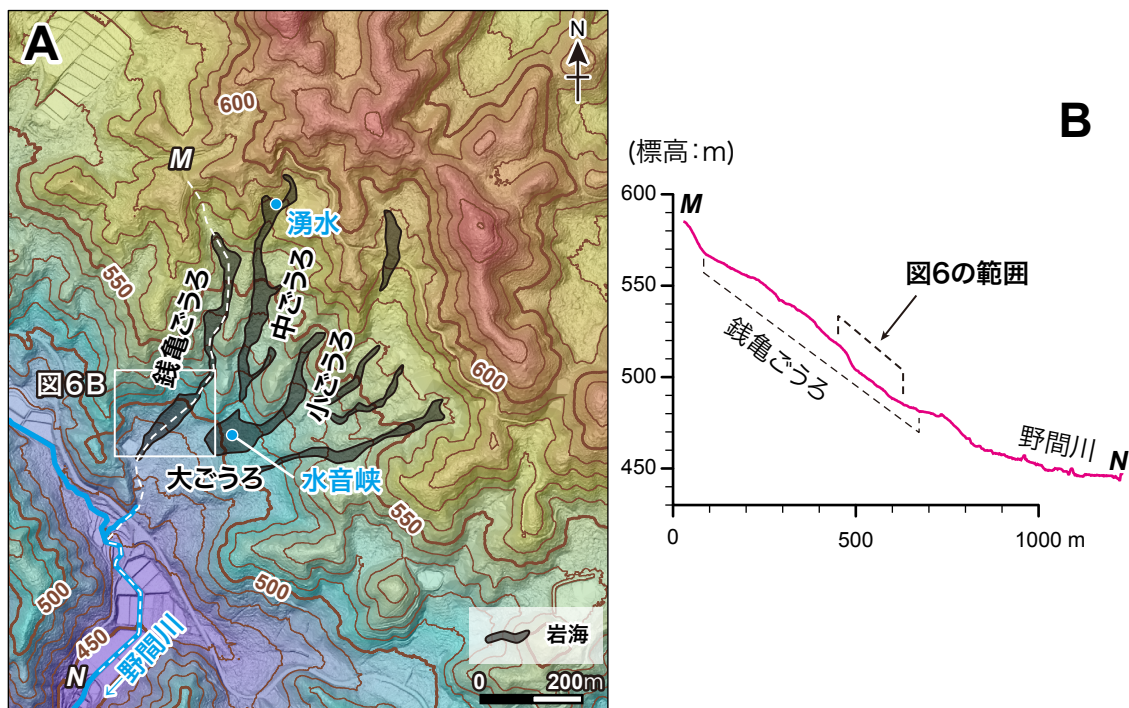 A
N
600
M
湧水
550
銭亀ごうろ
中ごうろ
小ごうろ
600
図6B
大ごうろ
水音峡
550
500
500
450
野間川
←
N
岩海
0
200m
B
(標高:m)
600
M
550
図6の範囲
500
銭亀ごうろ
野間川
N
450
0
500
1000 m